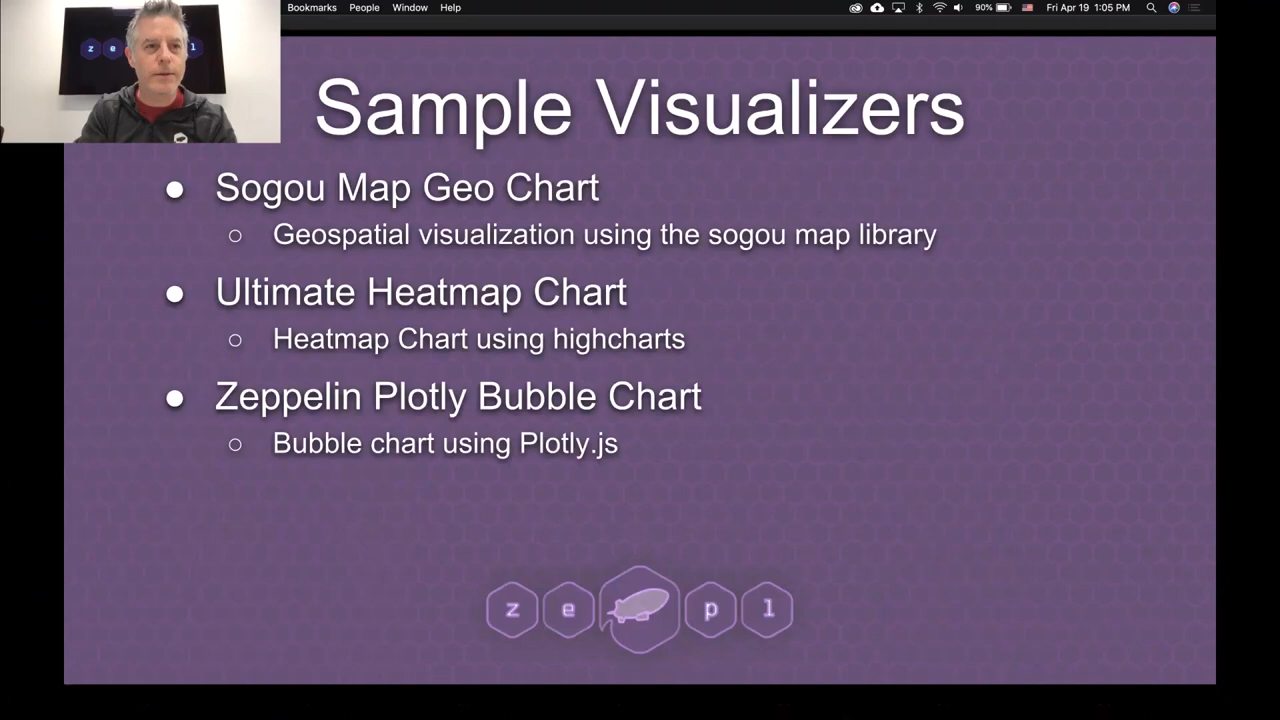 Bookmarks People Window Help 90% Fri Apr 19 1:05 PM
z e l
Sample Visualizers
● Sogou Map Geo Chart
○ Geospatial visualization using the sogou map library
● Ultimate Heatmap Chart
○ Heatmap Chart using highcharts
● Zeppelin Plotly Bubble Chart
○ Bubble chart using Plotly.js
z e p l